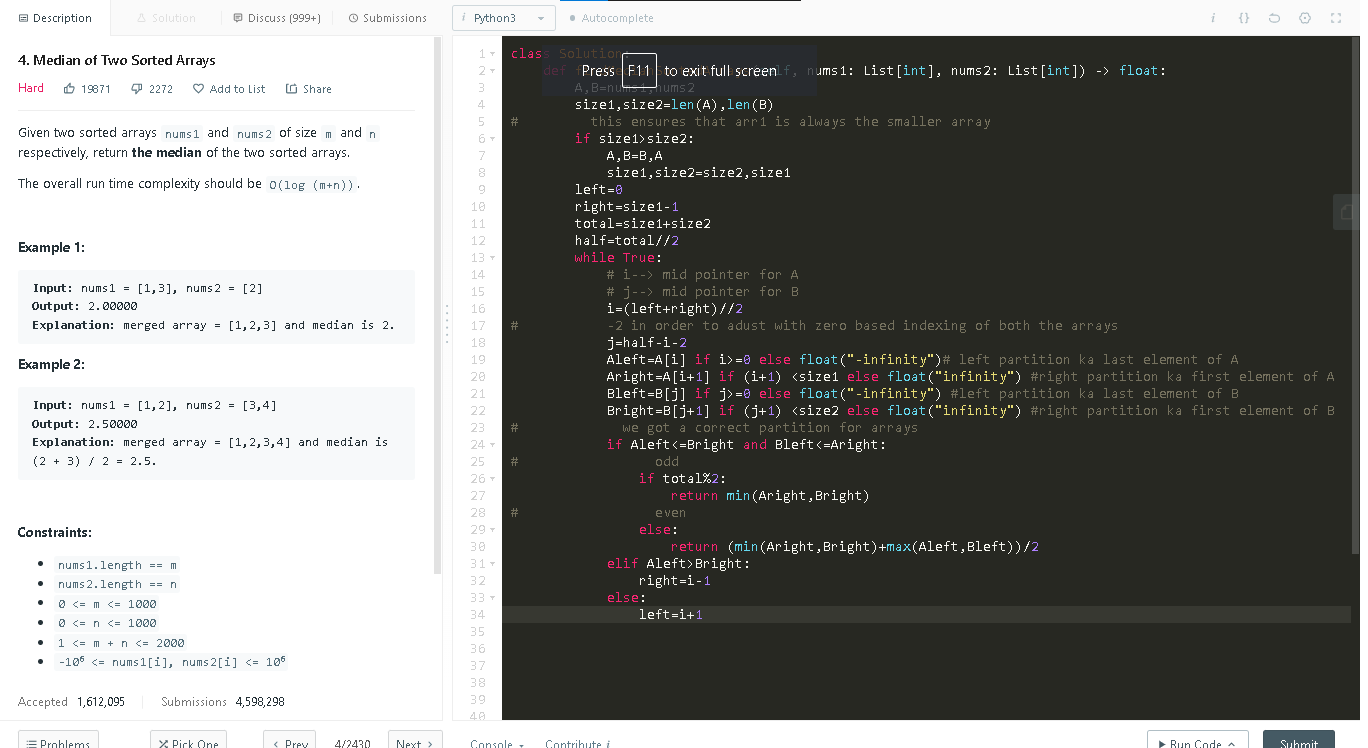 Description
Solution
Discuss (999+)
Submissions
4. Median of Two Sorted Arrays
Hard 19871 2272 Add to List Share
Given two sorted arrays nums1 and nums2 of size m and n
respectively, return the median of the two sorted arrays.
The overall run time complexity should be O(log (m+n)).
Example 1:
Input: nums1 = [1,3], nums2 = [2]
Output: 2.00000
Explanation: merged array = [1,2,3] and median is 2.
Example 2:
Input: nums1 = [1,2], nums2 = [3,4]
Output: 2.50000
Explanation: merged array = [1,2,3,4] and median is
(2 + 3) / 2 = 2.5.
Constraints:
nums1.length == m
nums2.length == n
0 <= m <= 1000
0 <= n <= 1000
1 <= m + n <= 2000
-10⁶ <= nums1[i], nums2[i] <= 10⁶
Accepted 1,612,095 Submissions 4,598,298
Problems
Pick One
Prev
4/2430
Next
i Python3
Autocomplete
i {}
Press F11 to exit full screen
1 class Solution:
2 def self, nums1: List[int], nums2: List[int]) -> float:
3 A,B=nums1,nums2
4 size1,size2=len(A),len(B)
5 # this ensures that arr1 is always the smaller array
6 if size1>size2:
7 A,B=B,A
8 size1,size2=size2,size1
9 left=0
10 right=size1-1
11 total=size1+size2
12 half=total//2
13 while True:
14 # i--> mid pointer for A
15 # j--> mid pointer for B
16 i=(left+right)//2
17 # -2 in order to adust with zero based indexing of both the arrays
18 j=half-i-2
19 Aleft=A[i] if i>=0 else float("-infinity")# left partition ka last element of A
20 Aright=A[i+1] if (i+1) <size1 else float("infinity") #right partition ka first element of A
21 Bleft=B[j] if j>=0 else float("-infinity") #left partition ka last element of B
22 Bright=B[j+1] if (j+1) <size2 else float("infinity") #right partition ka first element of B
23 # we got a correct partition for arrays
24 if Aleft<=Bright and Bleft<=Aright:
25 # odd
26 if total%2:
27 return min(Aright,Bright)
28 # even
29 else:
30 return (min(Aright,Bright)+max(Aleft,Bleft))/2
31 elif Aleft>Bright:
32 right=i-1
33 else:
34 left=i+1
35
36
37
38
39
40
Console
Contribute i
Run Code
Submit